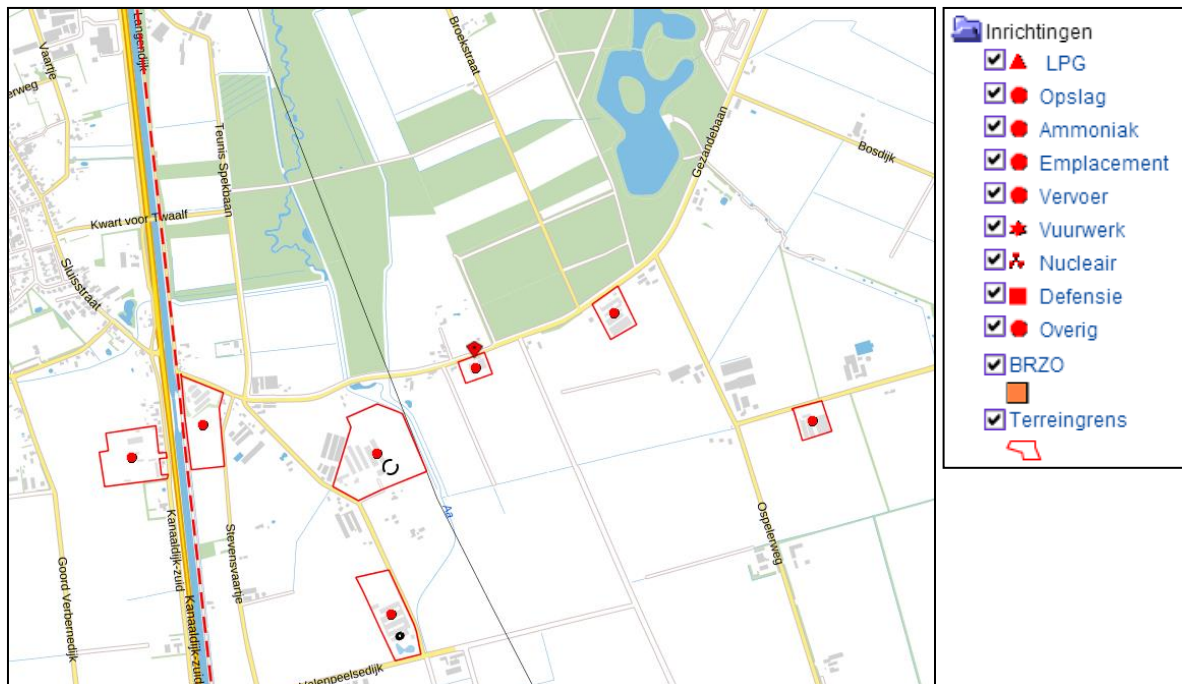 Vaartje
erweg
Langendijk
Teunis Spekbaan
Broekstraat
Gezandebaan
Bosdijk
Kwart voor Twaalf
Sluisstraat
Aa
Kanaaldijk-zuid
Kanaaldijk-zuid
Goord Verbernedijk
Stevensvaartje
Ospelerweg
Valenpeelsedijk
Inrichtingen
LPG
Opslag
Ammoniak
Emplacement
Vervoer
Vuurwerk
Nucleair
Defensie
Overig
BRZO
Terreingrens